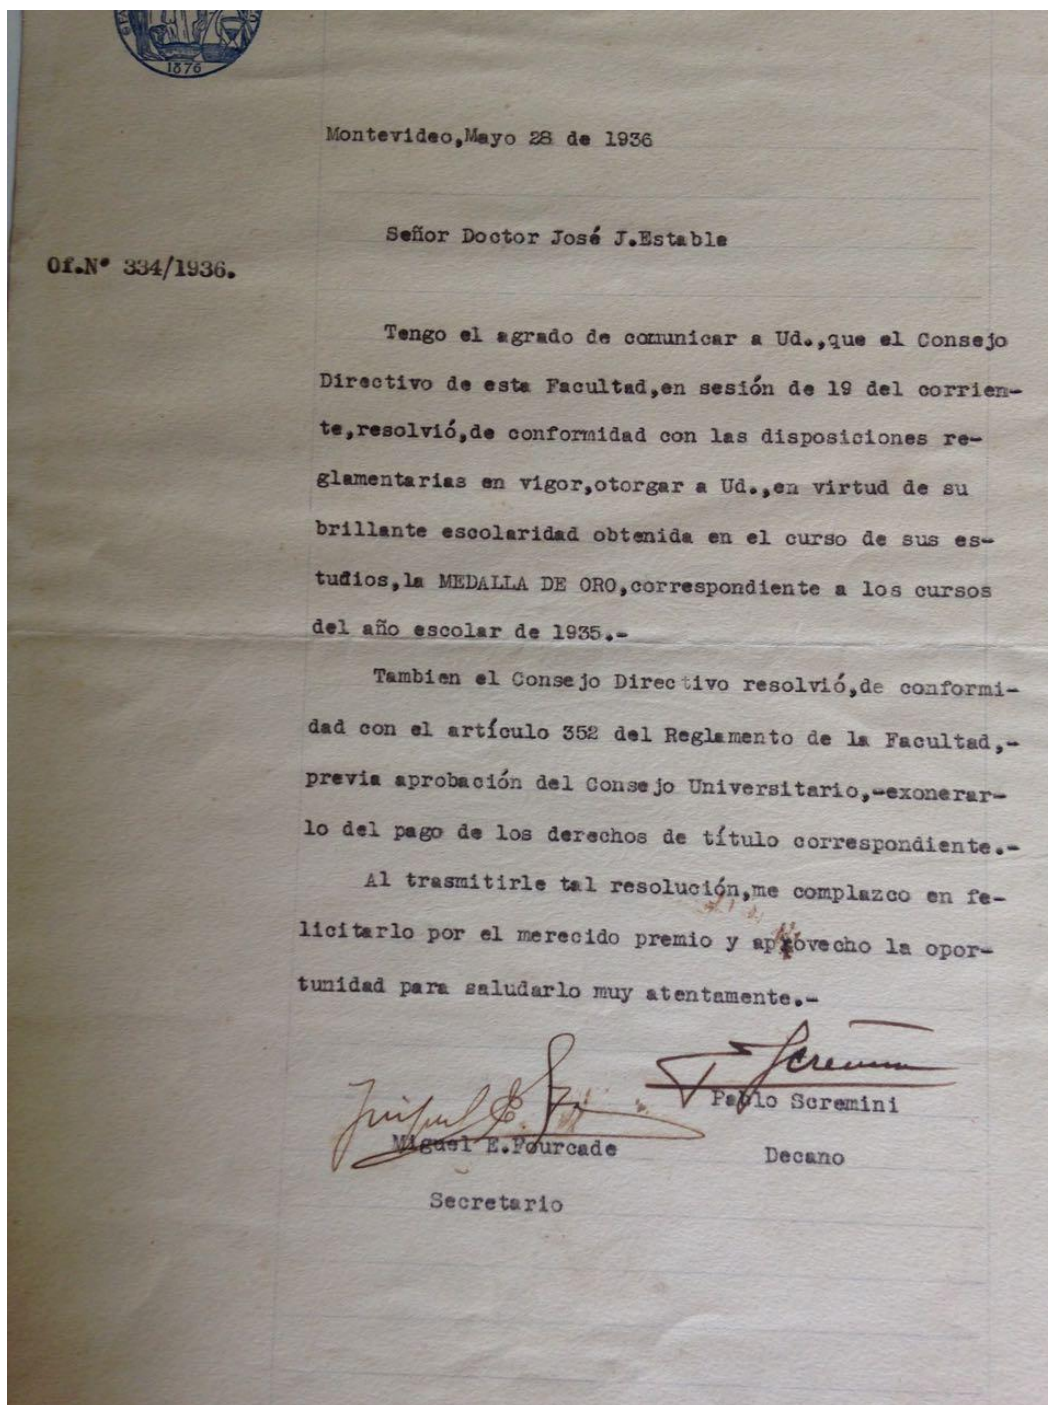 1876
Montevideo,Mayo 28 de 1936
Señor Doctor José J.Estable
Of.Nº 334/1936.
Tengo el agrado de comunicar a Ud.,que el Consejo
Directivo de esta Facultad,en sesión de 19 del corrien-
te,resolvió,de conformidad con las disposiciones re-
glamentarias en vigor,otorgar a Ud.,en virtud de su
brillante escolaridad obtenida en el curso de sus es-
tudios,la MEDALLA DE ORO,correspondiente a los cursos
del año escolar de 1935.-
Tambien el Consejo Directivo resolvió,de conformi-
dad con el artículo 352 del Reglamento de la Facultad,-
previa aprobación del Consejo Universitario,-exonerar-
lo del pago de los derechos de título correspondiente.-
Al trasmitirle tal resolución,me complazco en fe-
licitarlo por el merecido premio y aprovecho la opor-
tunidad para saludarlo muy atentamente.-
Scremini
Pablo Scremini
Miguel E.
Miguel E.Fourcade
Decano
Secretario